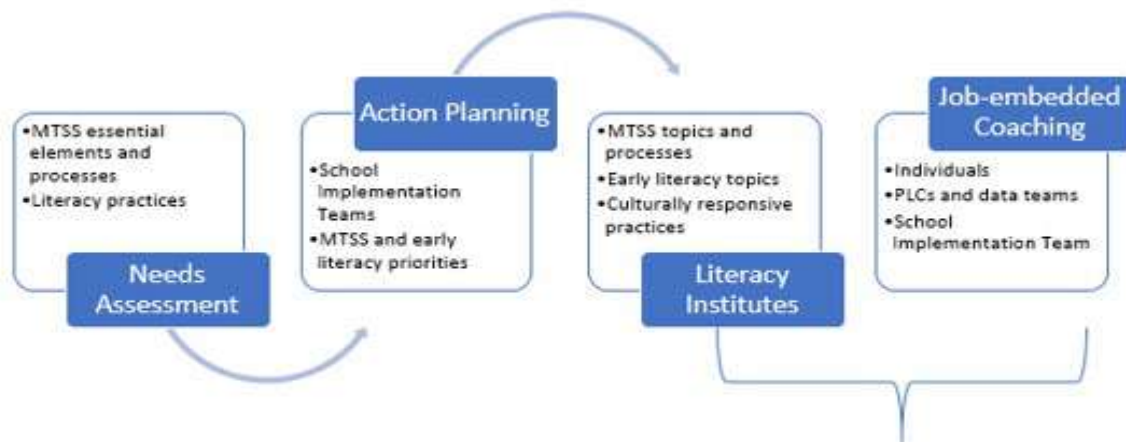 •MTSS essential
elements and
processes
•Literacy practices
Needs
Assessment
Action Planning
•School
Implementation
Teams
•MTSS and early
literacy priorities
•MTSS topics and
processes
•Early literacy topics
•Culturally responsive
practices
Literacy
Institutes
Job-embedded
Coaching
•Individuals
•PLCs and data teams
•School
Implementation Team